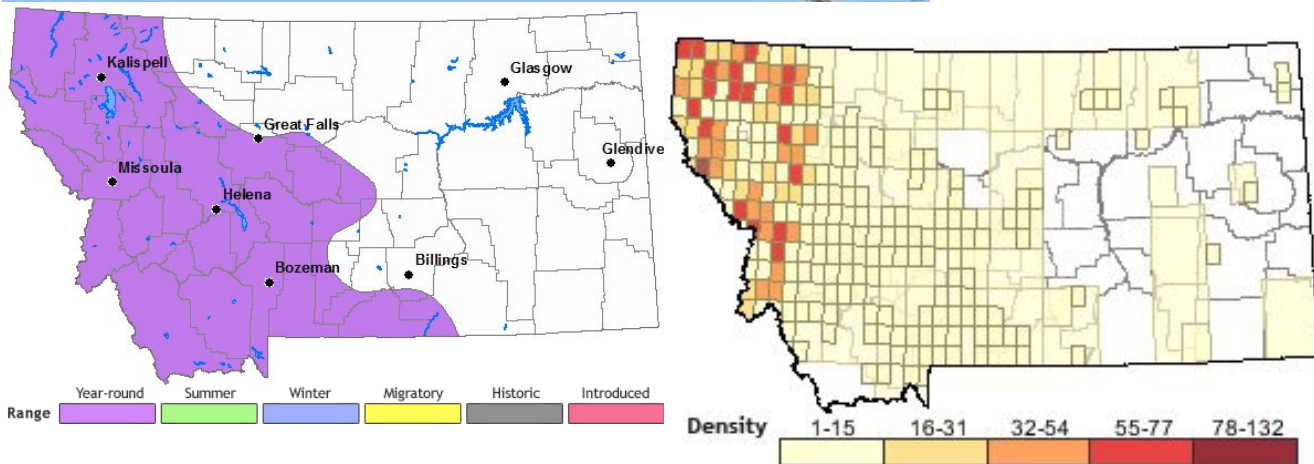 Kalispell
Glasgow
Great Falls
Glendive
Missoula
Helena
Bozeman
Billings
Year-round Summer Winter Migratory Historic Introduced
Range
Density 1-15 16-31 32-54 55-77 78-132